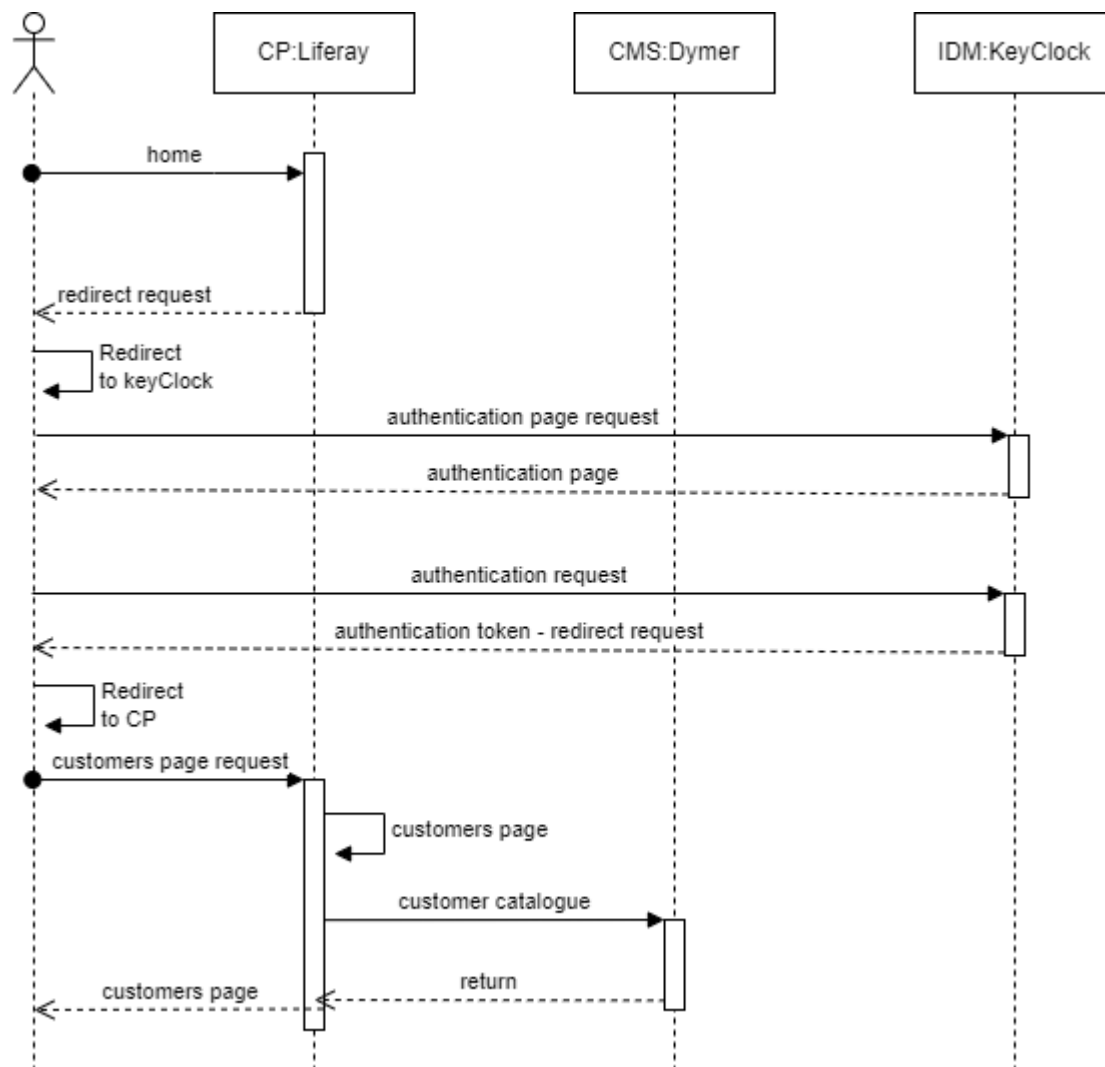 CP:Liferay
CMS:Dymer
IDM:KeyClock
home
redirect request
Redirect
to keyClock
authentication page request
authentication page
authentication request
authentication token - redirect request
Redirect
to CP
customers page request
customers page
customer catalogue
return
customers page